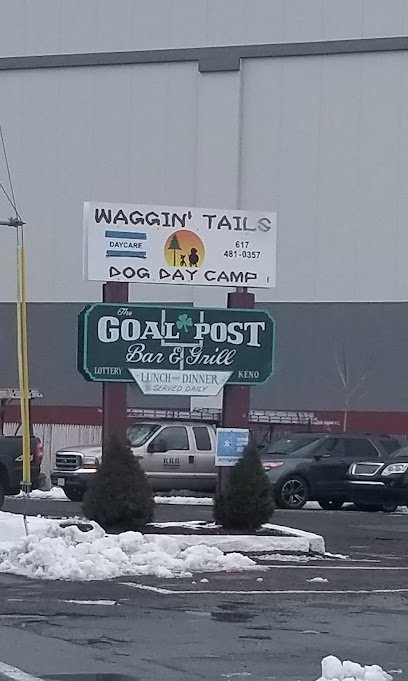 WAGGIN' TAILS
DAYCARE
617
481-0357
DOG DAY CAMP
The
GOAL POST
Bar & Grill
LOTTERY
KENO
LUNCH AND DINNER
SERVED DAILY
RRR